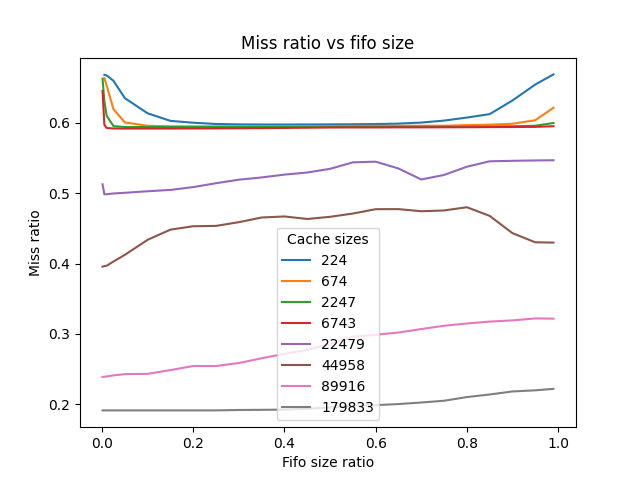 Miss ratio vs fifo size
Miss ratio
0.6
0.5
0.4
0.3
0.2
Cache sizes
224
674
2247
6743
22479
44958
89916
179833
0.0 0.2 0.4 0.6 0.8 1.0
Fifo size ratio